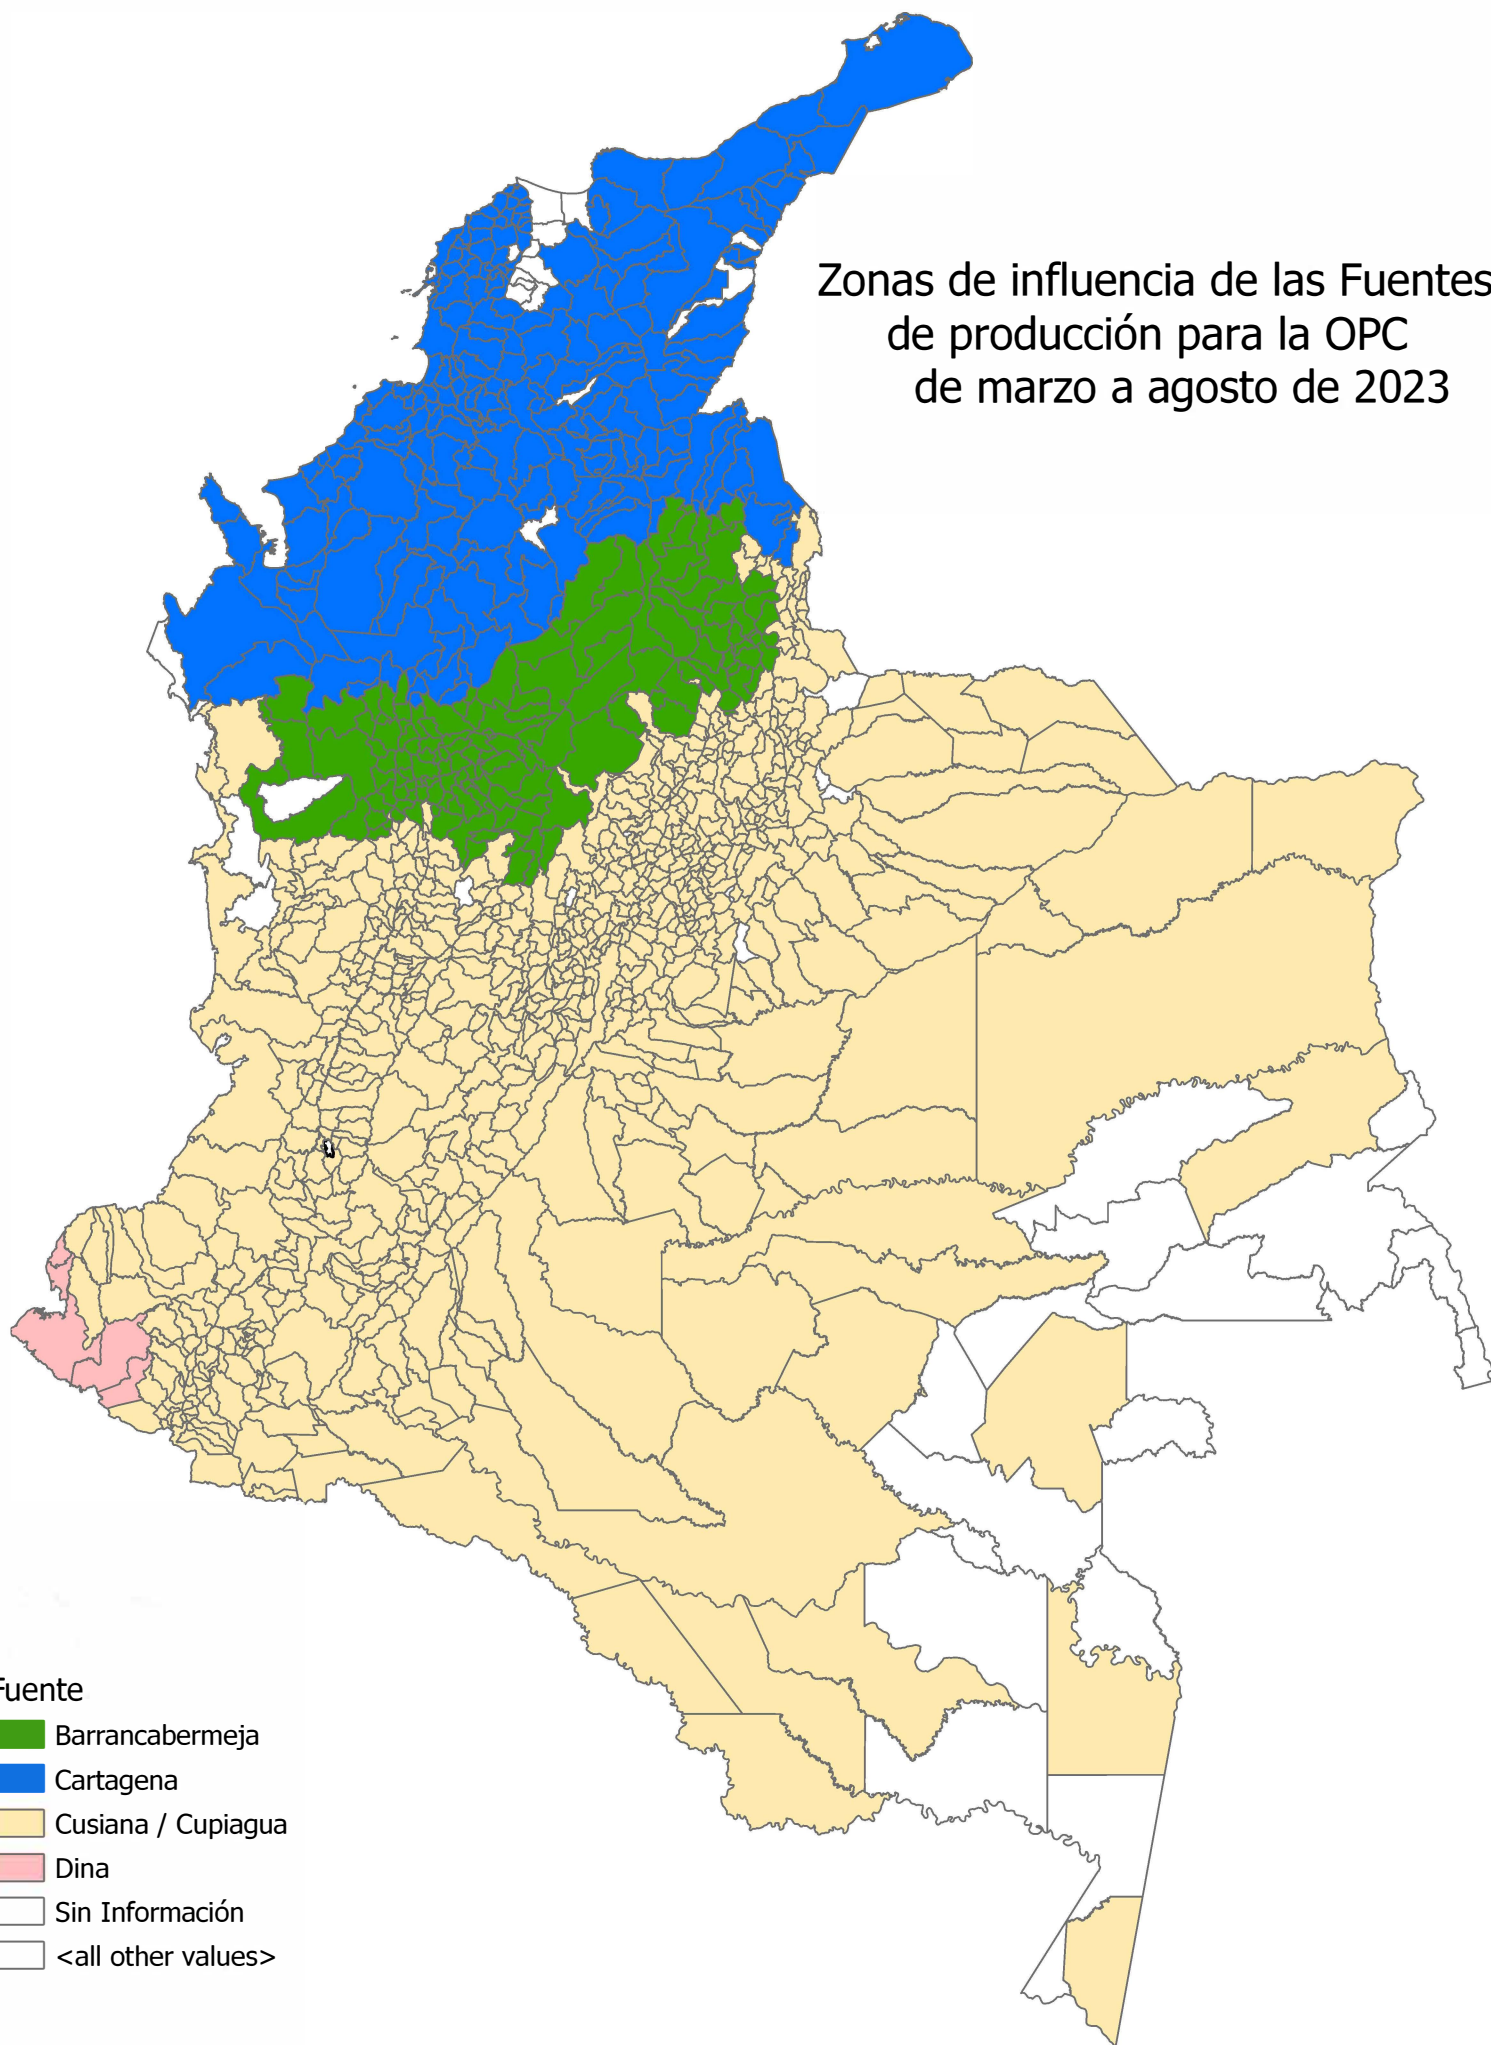 Zonas de influencia de las Fuentes
de producción para la OPC
de marzo a agosto de 2023
Fuente
Barrancabermeja
Cartagena
Cusiana / Cupiagua
Dina
Sin Información
<all other values>